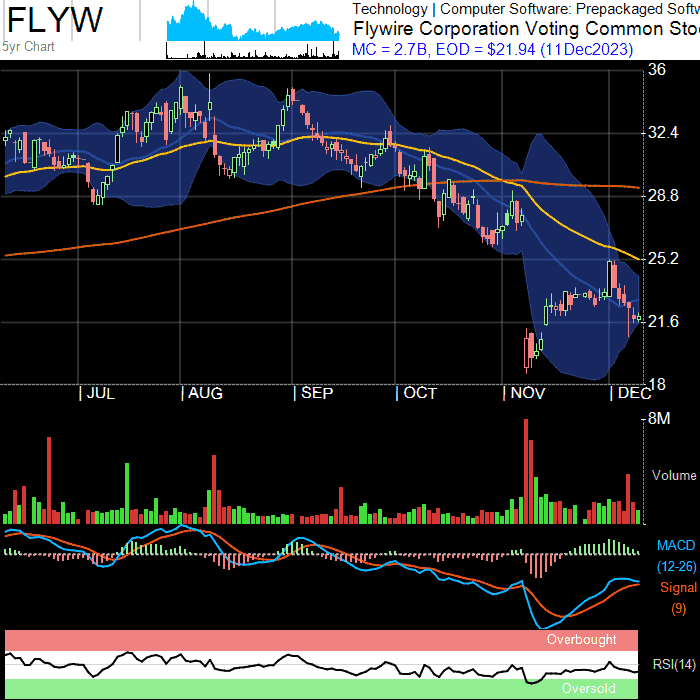 FLYW
5yr Chart
Technology | Computer Software: Prepackaged Softw
Flywire Corporation Voting Common Sto
MC = 2.7B, EOD = $21.94 (11Dec2023)
36
32.4
28.8
25.2
21.6
18
JUL AUG SEP OCT NOV DEC
8M
Volume
MACD
(12-26)
Signal
(9)
Overbought
RSI(14)
Oversold